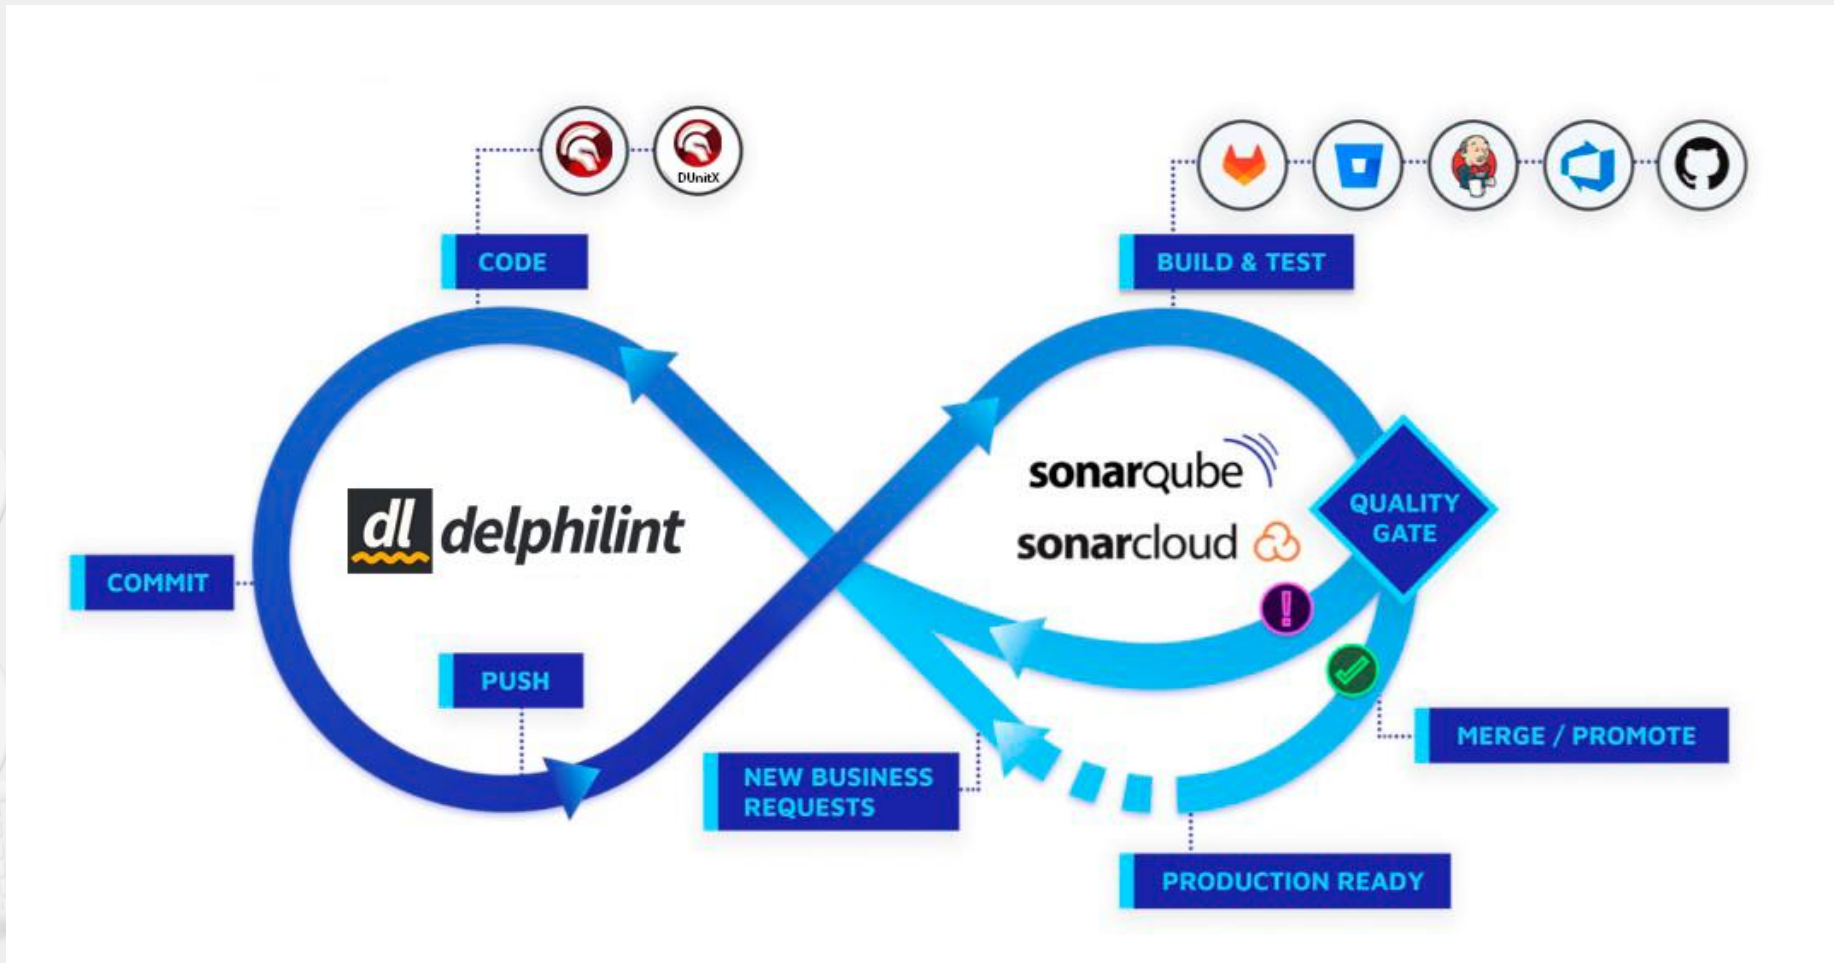 DUnitX
CODE
BUILD & TEST
sonarqube
QUALITY
GATE
dl delphilint
sonarcloud
COMMIT
!
PUSH
MERGE / PROMOTE
NEW BUSINESS
REQUESTS
PRODUCTION READY